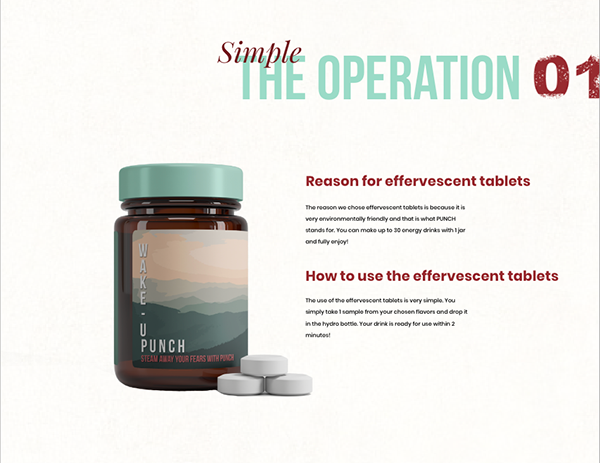 Simple
THE OPERATION 01
Reason for effervescent tablets
The reason we chose effervescent tablets is because it is
very environmentally friendly and that is what PUNCH
stands for. You can make up to 30 energy drinks with 1 jar
and fully enjoy!
How to use the effervescent tablets
The use of the effervescent tablets is very simple. You
simply take 1 sample from your chosen flavors and drop it
in the hydro bottle. Your drink is ready for use within 2
minutes!
WAKE-U
PUNCH
STEAM AWAY YOUR FEARS WITH PUNCH